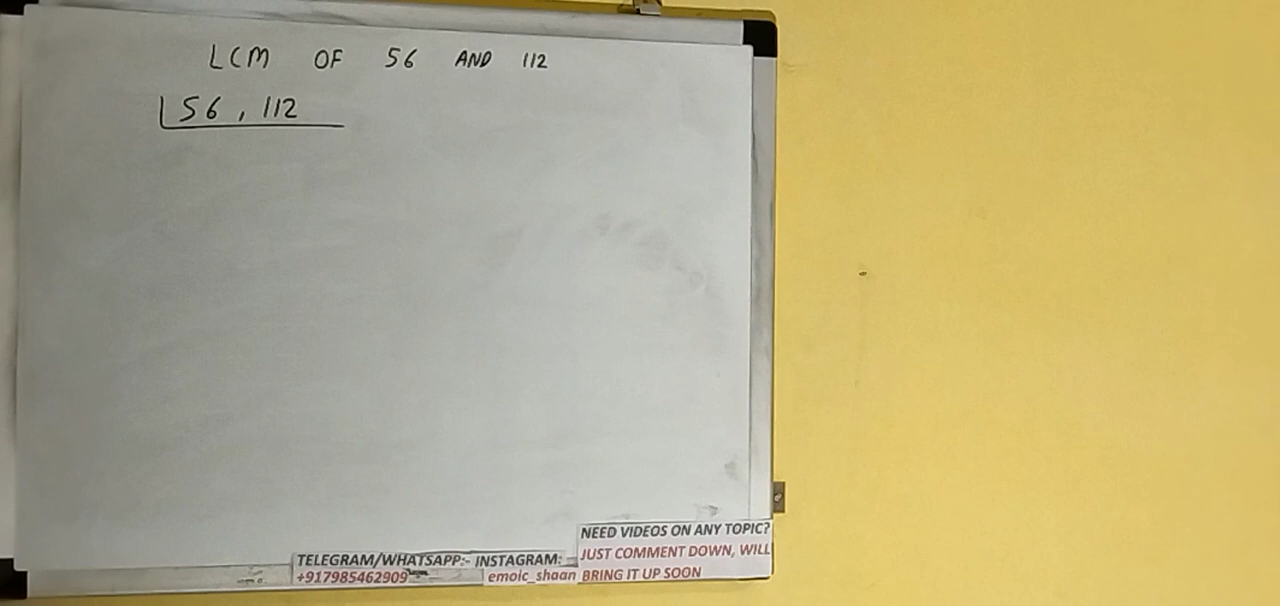 LCM OF 56 AND 112
56, 112
NEED VIDEOS ON ANY TOPIC?
JUST COMMENT DOWN, WILL
BRING IT UP SOON
TELEGRAM/WHATSAPP:- INSTAGRAM:
+917985462909 emoic_shaan